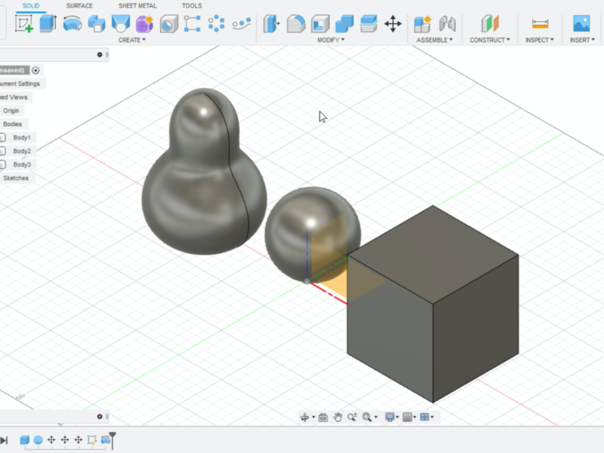 SOLID SURFACE SHEET METAL TOOLS
CREATE MODIFY ASSEMBLE CONSTRUCT INSPECT INSERT
nsaved)
ument Settings
ed Views
Origin
Bodies
Body1
Body2
Body3
Sketches